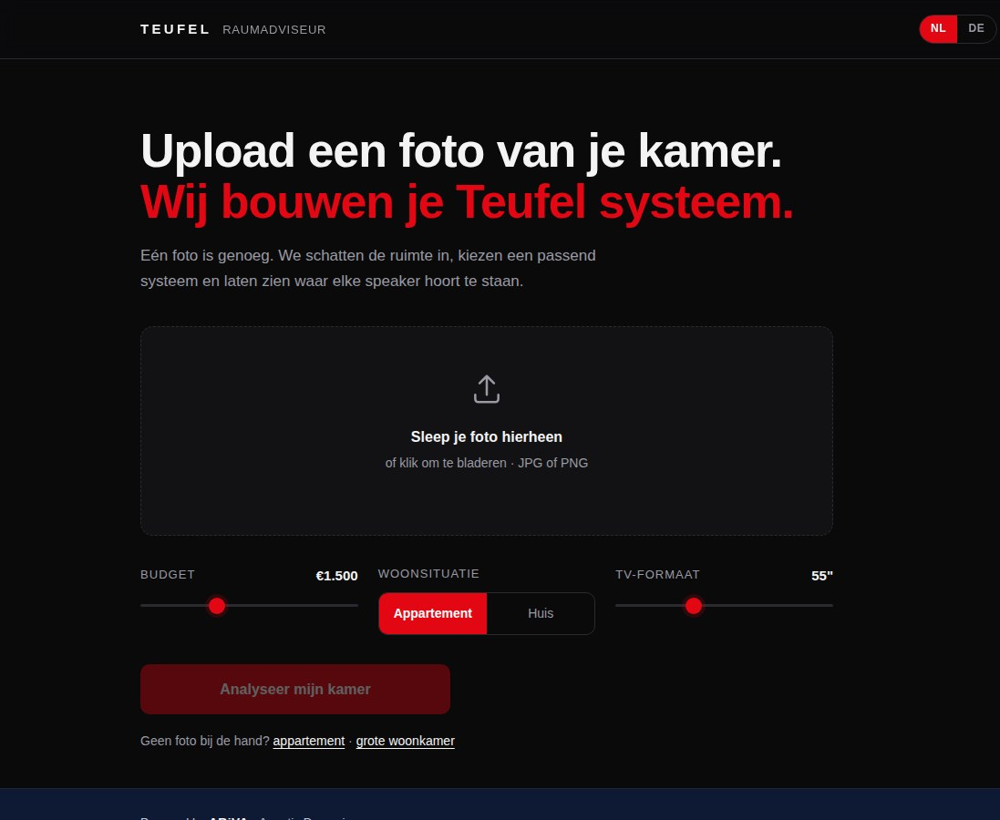 TEUFEL RAUMADVISEUR
NL DE
Upload een foto van je kamer.
Wij bouwen je Teufel systeem.
Eén foto is genoeg. We schatten de ruimte in, kiezen een passend
systeem en laten zien waar elke speaker hoort te staan.
Sleep je foto hierheen
of klik om te bladeren · JPG of PNG
BUDGET €1.500
WOONSITUATIE
Appartement Huis
TV-FORMAAT 55"
Analyseer mijn kamer
Geen foto bij de hand? appartement · grote woonkamer